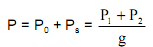 P = P₀ + Pₛ = (P₁ + P₂) / g